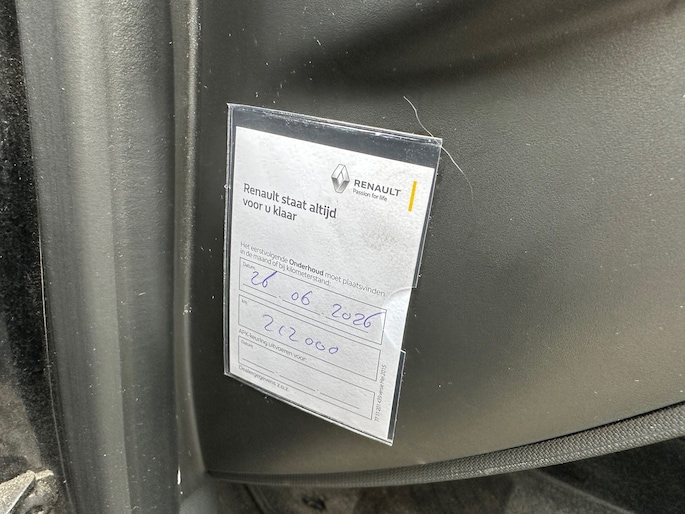 RENAULT
Passion for life
Renault staat altijd
voor u klaar
Het eerstvolgende Onderhoud moet plaatsvinden
in de maand of bij kilometerstand:
Datum
26 06 2026
km
212000
APK-keuring uitvoeren voor:
Datum
Dealergegevens z.o.z.